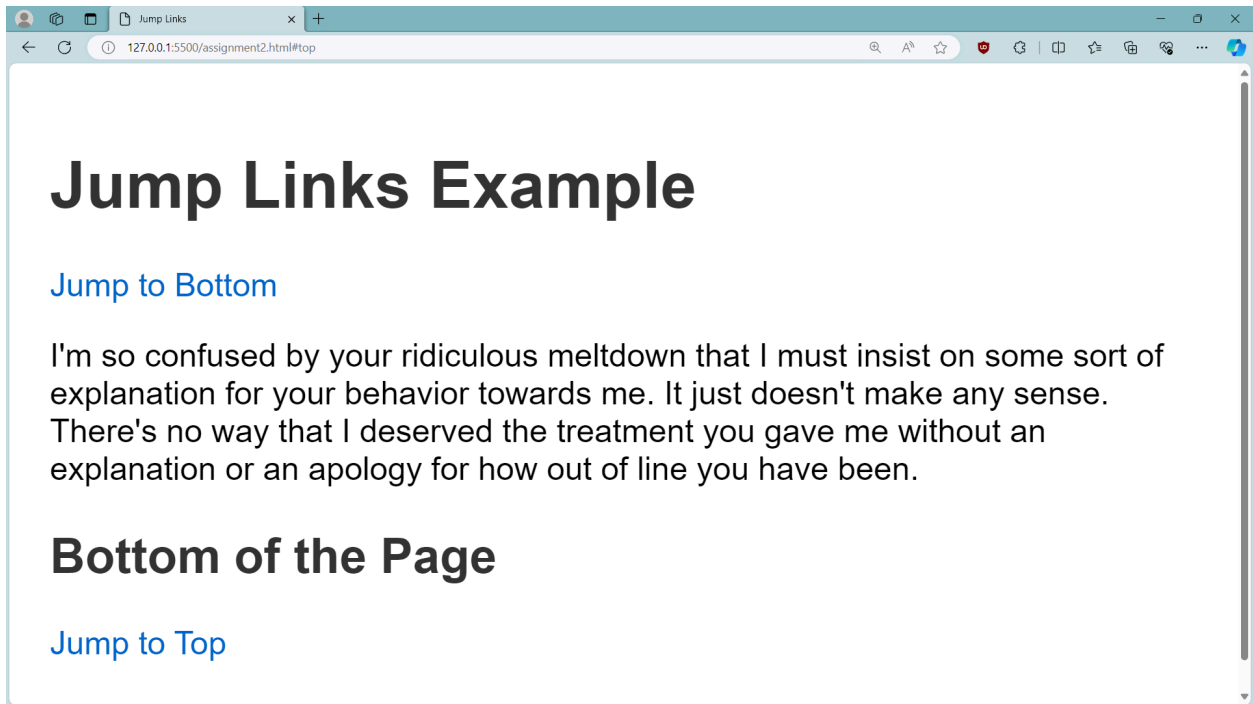 Jump Links
127.0.0.1:5500/assignment2.html#top
Jump Links Example
Jump to Bottom
I'm so confused by your ridiculous meltdown that I must insist on some sort of
explanation for your behavior towards me. It just doesn't make any sense.
There's no way that I deserved the treatment you gave me without an
explanation or an apology for how out of line you have been.
Bottom of the Page
Jump to Top